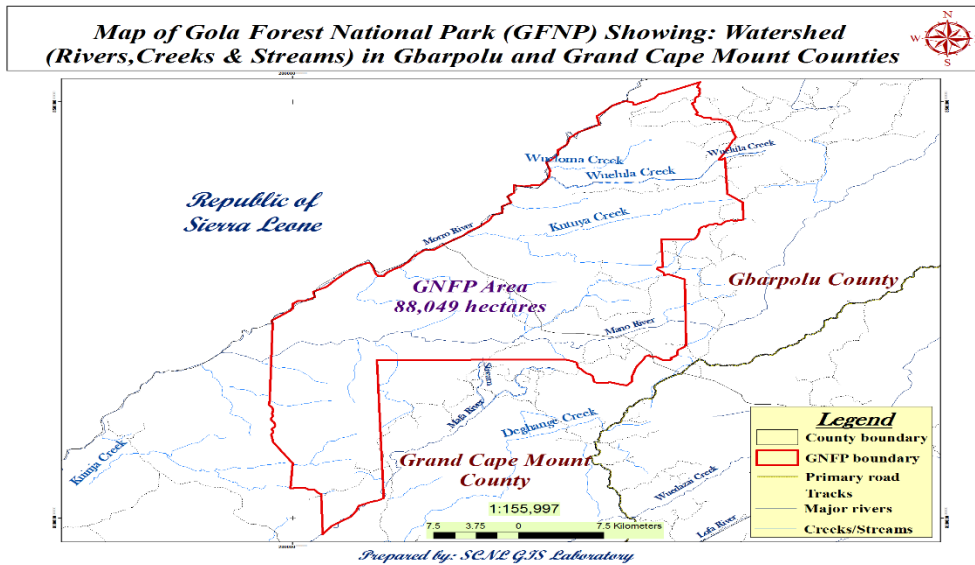 Map of Gola Forest National Park (GFNP) Showing: Watershed
(Rivers,Creeks & Streams) in Gbarpolu and Grand Cape Mount Counties
N
W
E
S
Wueloma Creek
Wuelula Creek
Wuelula Creek
Republic of
Sierra Leone
Kutuya Creek
Morro River
Gbarpolu County
GNFP Area
88,049 hectares
Mano River
Mafa River
Deghange Creek
Grand Cape Mount
County
Wuedazai Creek
Lofa River
Legend
County boundary
GNFP boundary
Primary road
Tracks
Major rivers
Creeks/Streams
1:155,997
7.5 3.75 0 7.5 Kilometers
Prepared by: SCNL GIS Laboratory